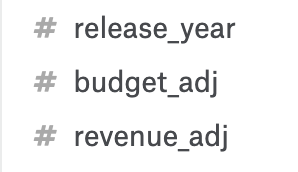 # release_year
# budget_adj
# revenue_adj